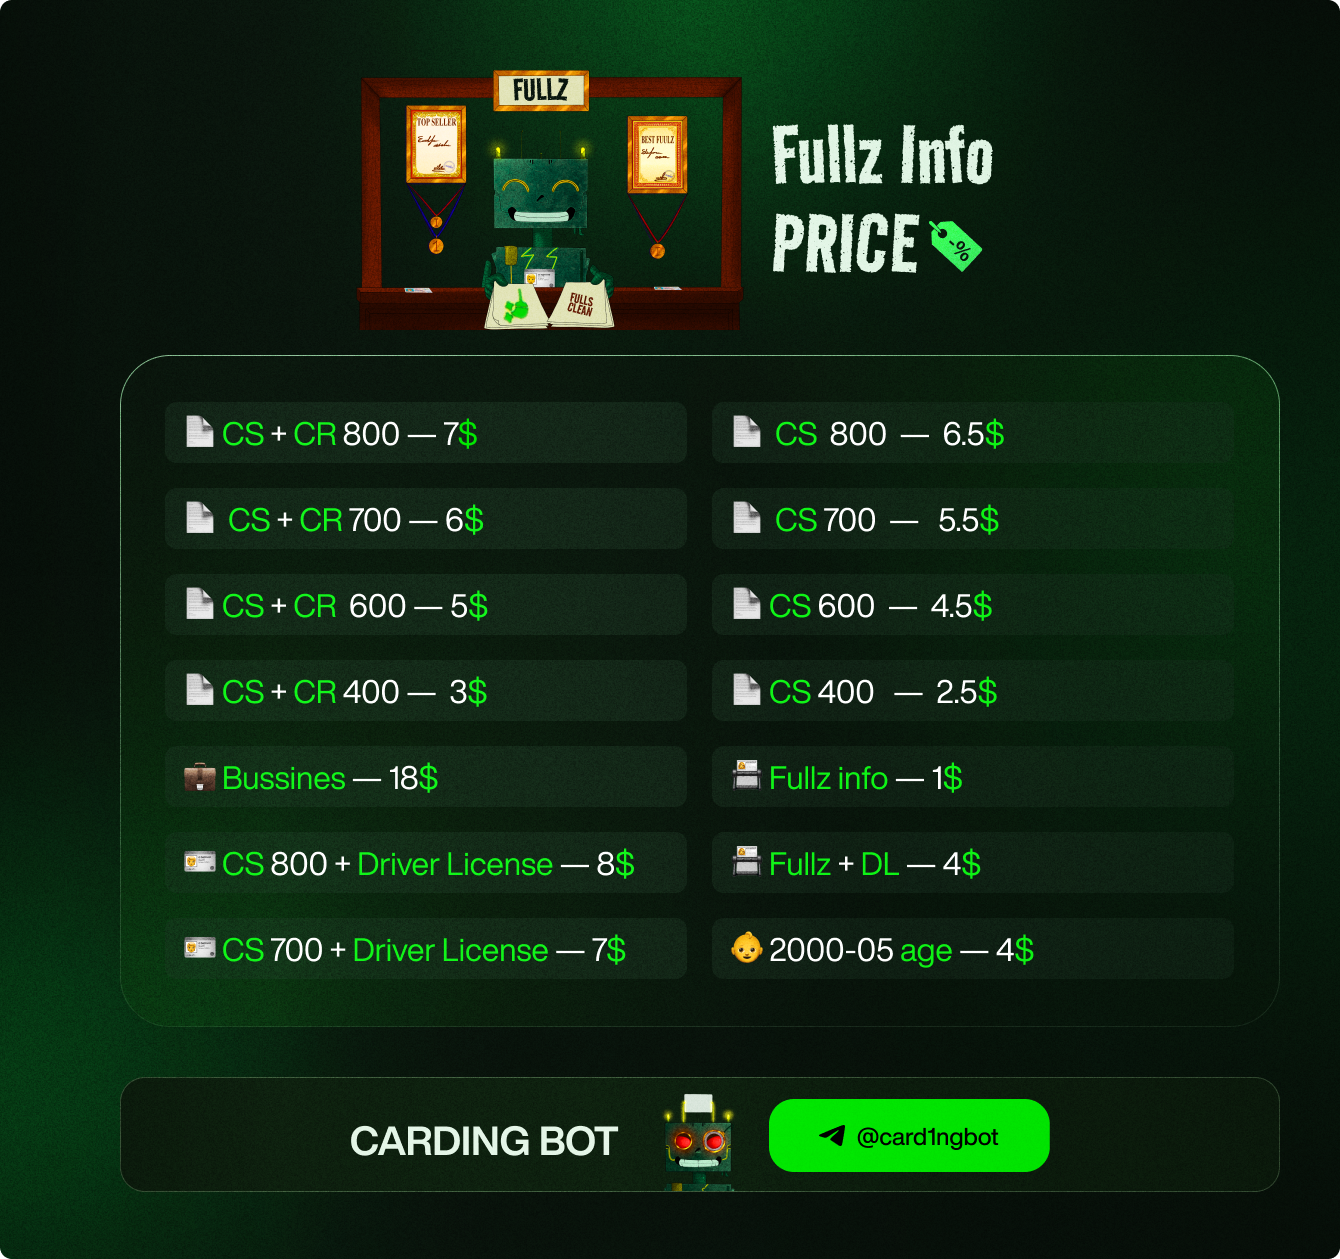 FULLZ
TOP SELLER
BEST FUULZ
FULLS
CLEAN
Fullz Info
PRICE
-%
CS + CR 800 — 7$
CS 800 — 6.5$
CS + CR 700 — 6$
CS 700 — 5.5$
CS + CR 600 — 5$
CS 600 — 4.5$
CS + CR 400 — 3$
CS 400 — 2.5$
Bussines — 18$
Fullz info — 1$
CS 800 + Driver License — 8$
Fullz + DL — 4$
CS 700 + Driver License — 7$
2000-05 age — 4$
CARDING BOT
@card1ngbot